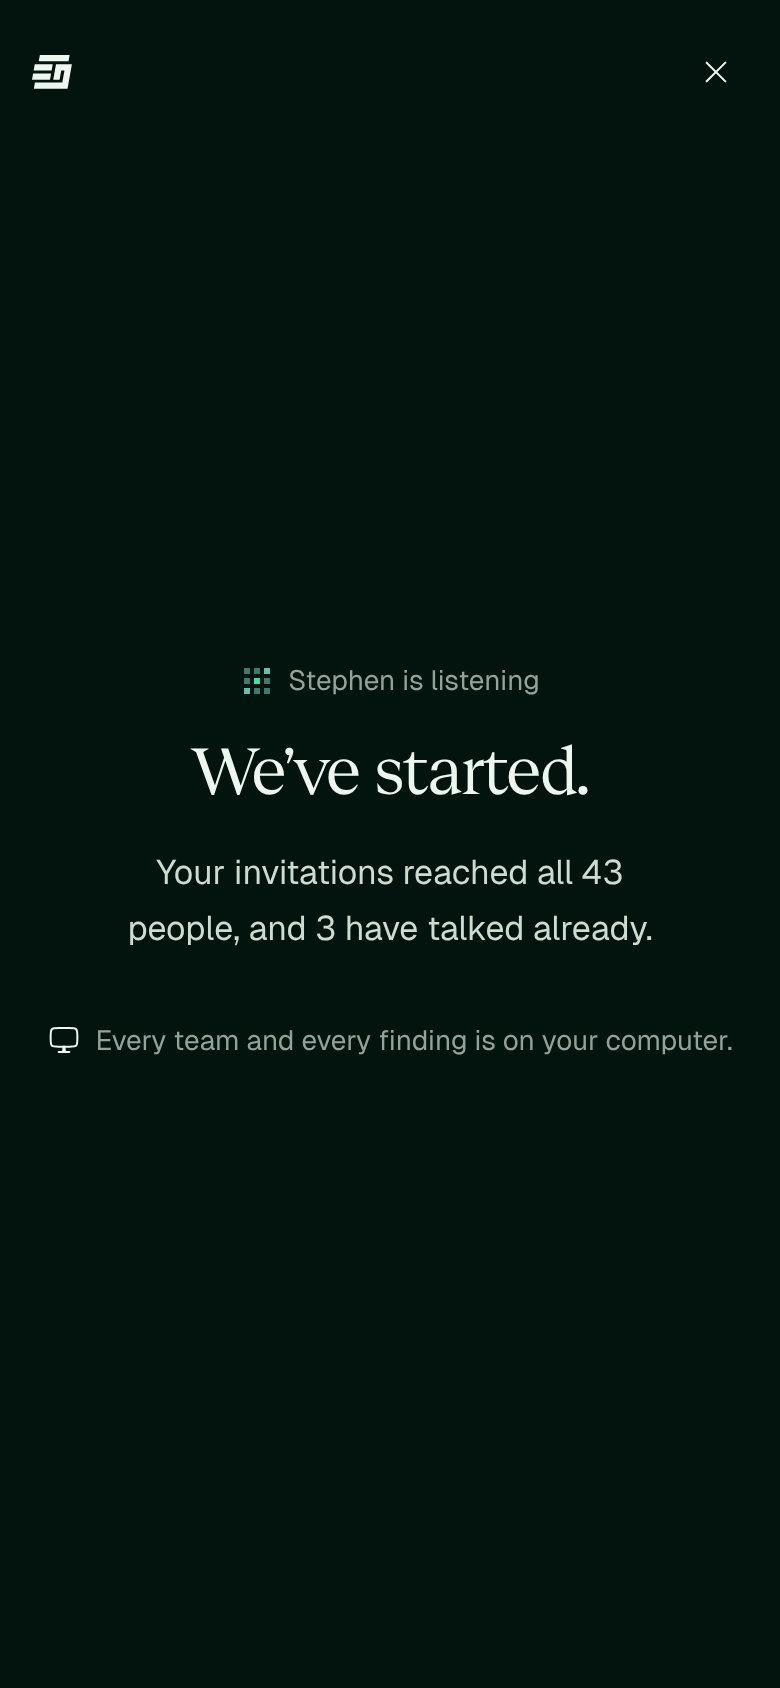 Stephen is listening
We’ve started.
Your invitations reached all 43
people, and 3 have talked already.
Every team and every finding is on your computer.